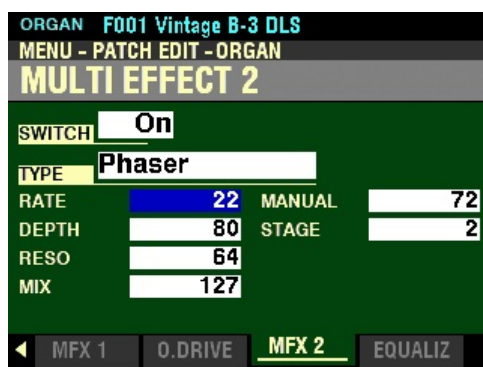 ORGAN F001 Vintage B-3 DLS
MENU - PATCH EDIT - ORGAN
MULTI EFFECT 2
SWITCH On
TYPE Phaser
RATE 22 MANUAL 72
DEPTH 80 STAGE 2
RESO 64
MIX 127
MFX 1 O.DRIVE MFX 2 EQUALIZ